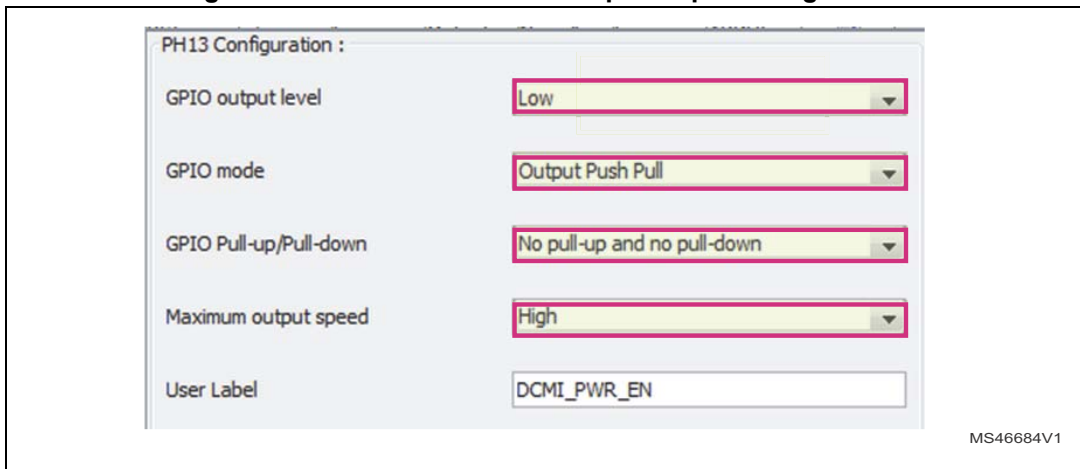 PH13 Configuration :
GPIO output level Low
GPIO mode Output Push Pull
GPIO Pull-up/Pull-down No pull-up and no pull-down
Maximum output speed High
User Label DCMI_PWR_EN
MS46684V1